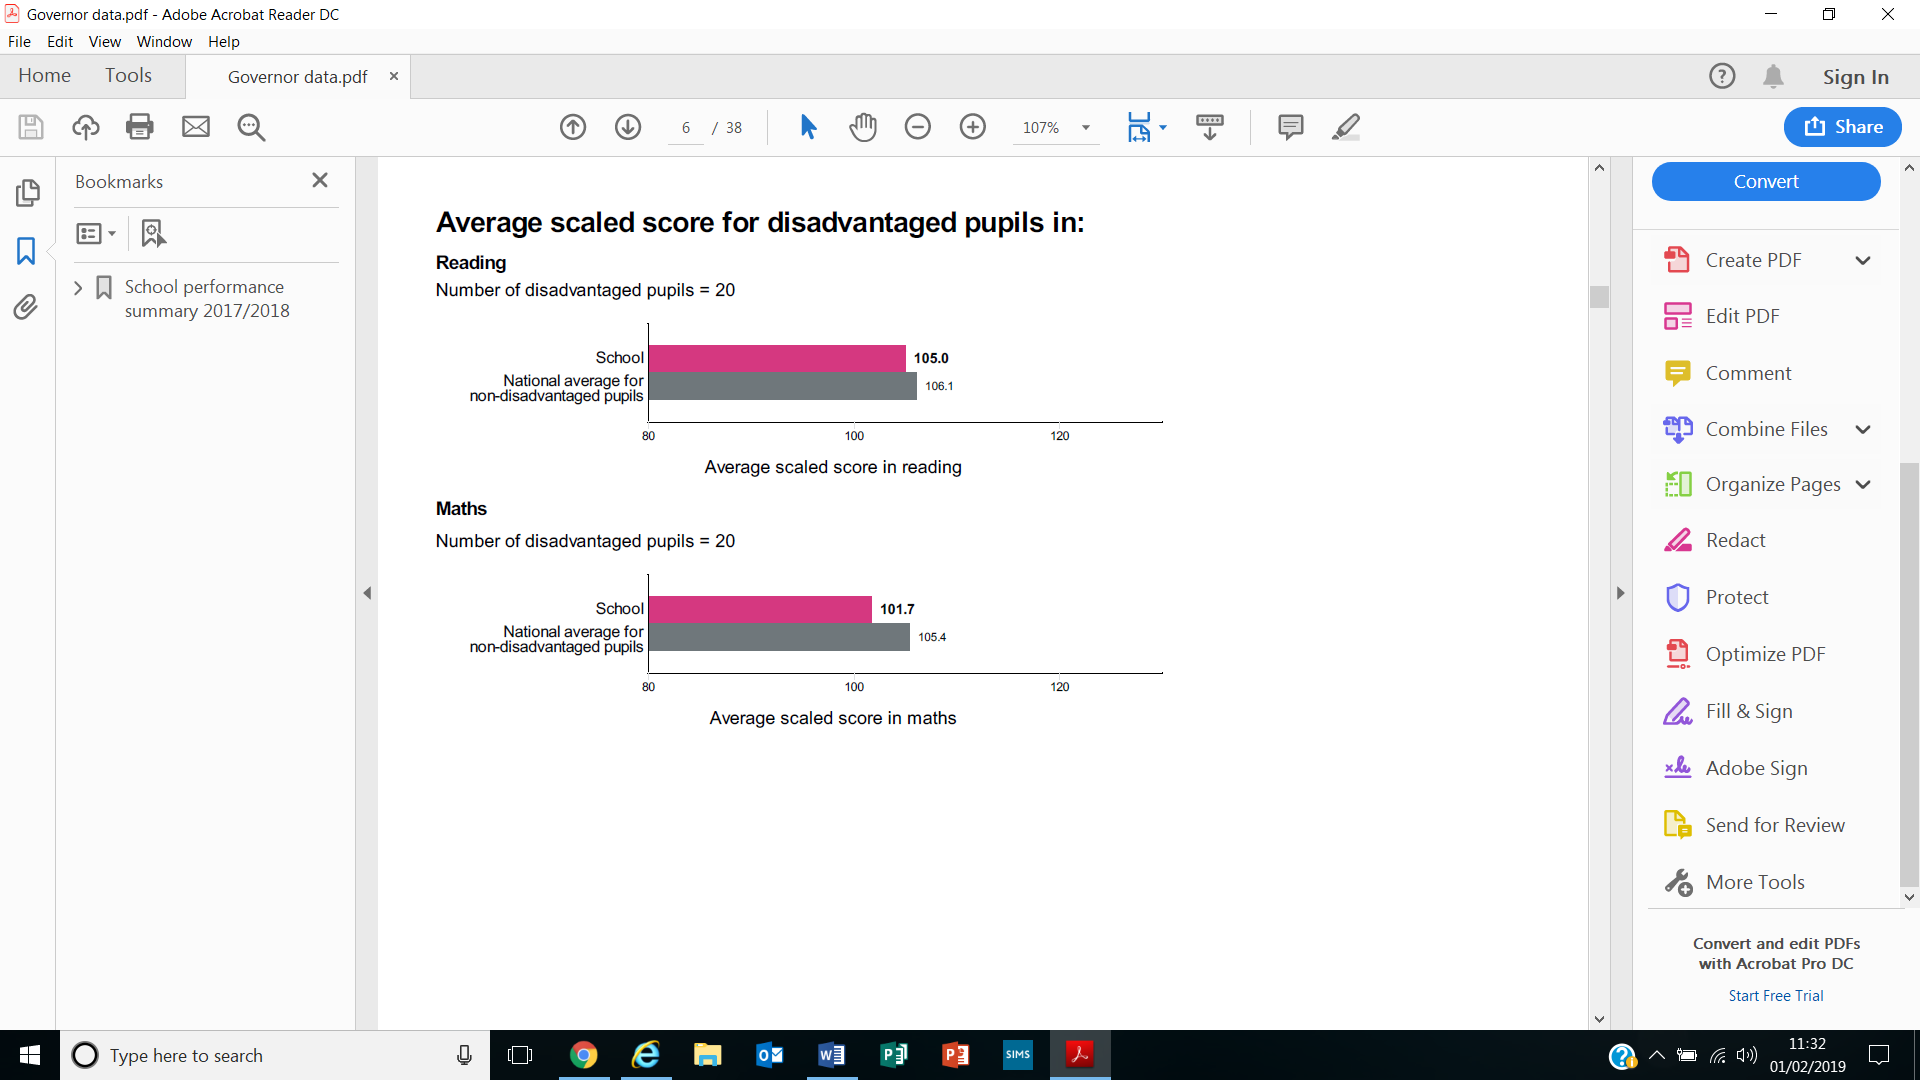 Governor data.pdf - Adobe Acrobat Reader DC
File Edit View Window Help
Home Tools Governor data.pdf × Sign In
6 / 38 107% Share
Bookmarks
School performance
summary 2017/2018
Average scaled score for disadvantaged pupils in:
Reading
Number of disadvantaged pupils = 20
School 105.0
National average for
non-disadvantaged pupils 106.1
80 100 120
Average scaled score in reading
Maths
Number of disadvantaged pupils = 20
School 101.7
National average for
non-disadvantaged pupils 105.4
80 100 120
Average scaled score in maths
Convert
Create PDF
Edit PDF
Comment
Combine Files
Organize Pages
Redact
Protect
Optimize PDF
Fill & Sign
Adobe Sign
Send for Review
More Tools
Convert and edit PDFs
with Acrobat Pro DC
Start Free Trial
Type here to search
SIMS
11:32
01/02/2019